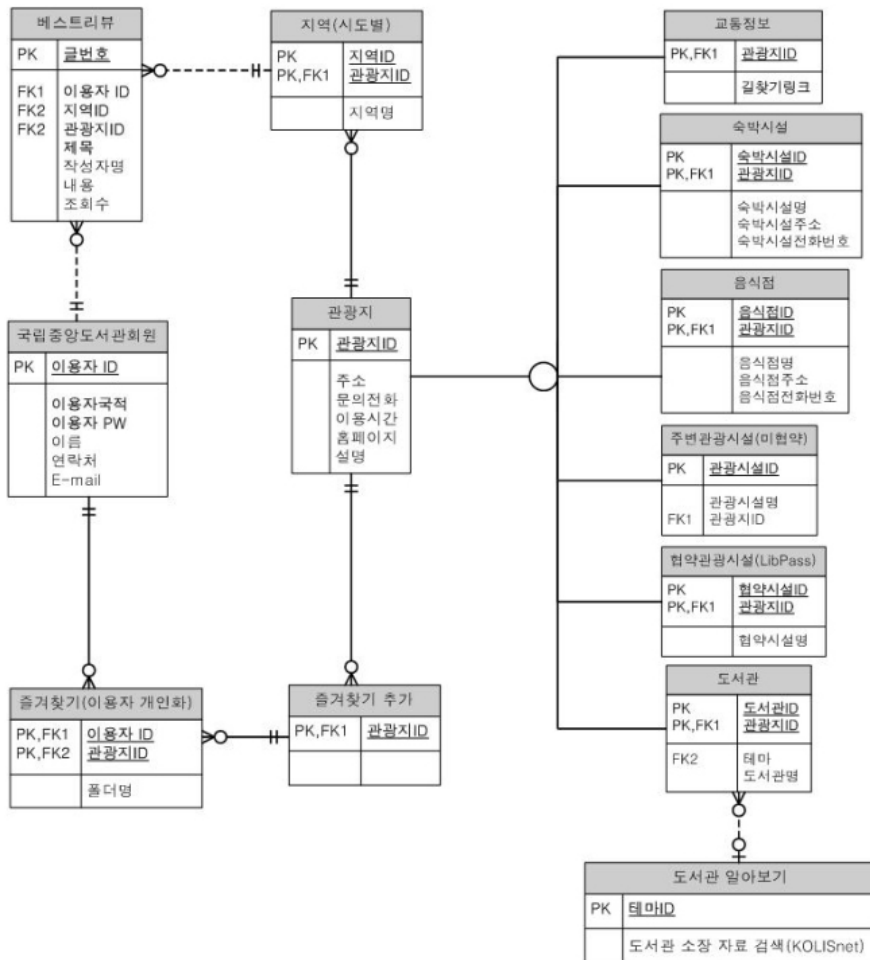 베스트리뷰
PK 글번호
FK1 이용자 ID
FK2 지역ID
FK2 관광지ID
제목
작성자명
내용
조회수
지역(시도별)
PK 지역ID
PK,FK1 관광지ID
지역명
교통정보
PK,FK1 관광지ID
길찾기링크
숙박시설
PK 숙박시설ID
PK,FK1 관광지ID
숙박시설명
숙박시설주소
숙박시설전화번호
음식점
PK 음식점ID
PK,FK1 관광지ID
음식점명
음식점주소
음식점전화번호
국립중앙도서관회원
PK 이용자 ID
이용자국적
이용자 PW
이름
연락처
E-mail
관광지
PK 관광지ID
주소
문의전화
이용시간
홈페이지
설명
주변관광시설(미협약)
PK 관광시설ID
관광시설명
FK1 관광지ID
협약관광시설(LibPass)
PK 협약시설ID
PK,FK1 관광지ID
협약시설명
즐겨찾기(이용자 개인화)
PK,FK1 이용자 ID
PK,FK2 관광지ID
폴더명
즐겨찾기 추가
PK,FK1 관광지ID
도서관
PK 도서관ID
PK,FK1 관광지ID
FK2 테마
도서관명
도서관 알아보기
PK 테마ID
도서관 소장 자료 검색(KOLISnet)